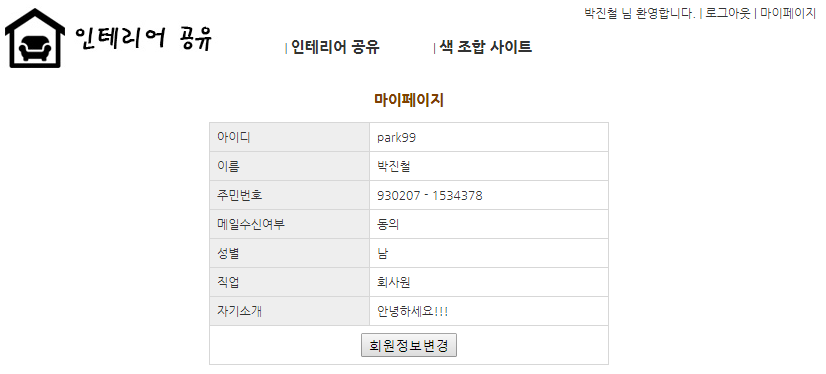 박진철 님 환영합니다. | 로그아웃 | 마이페이지
인테리어 공유
| 인테리어 공유 | 색 조합 사이트
마이페이지
아이디 park99
이름 박진철
주민번호 930207 - 1534378
메일수신여부 동의
성별 남
직업 회사원
자기소개 안녕하세요!!!
회원정보변경